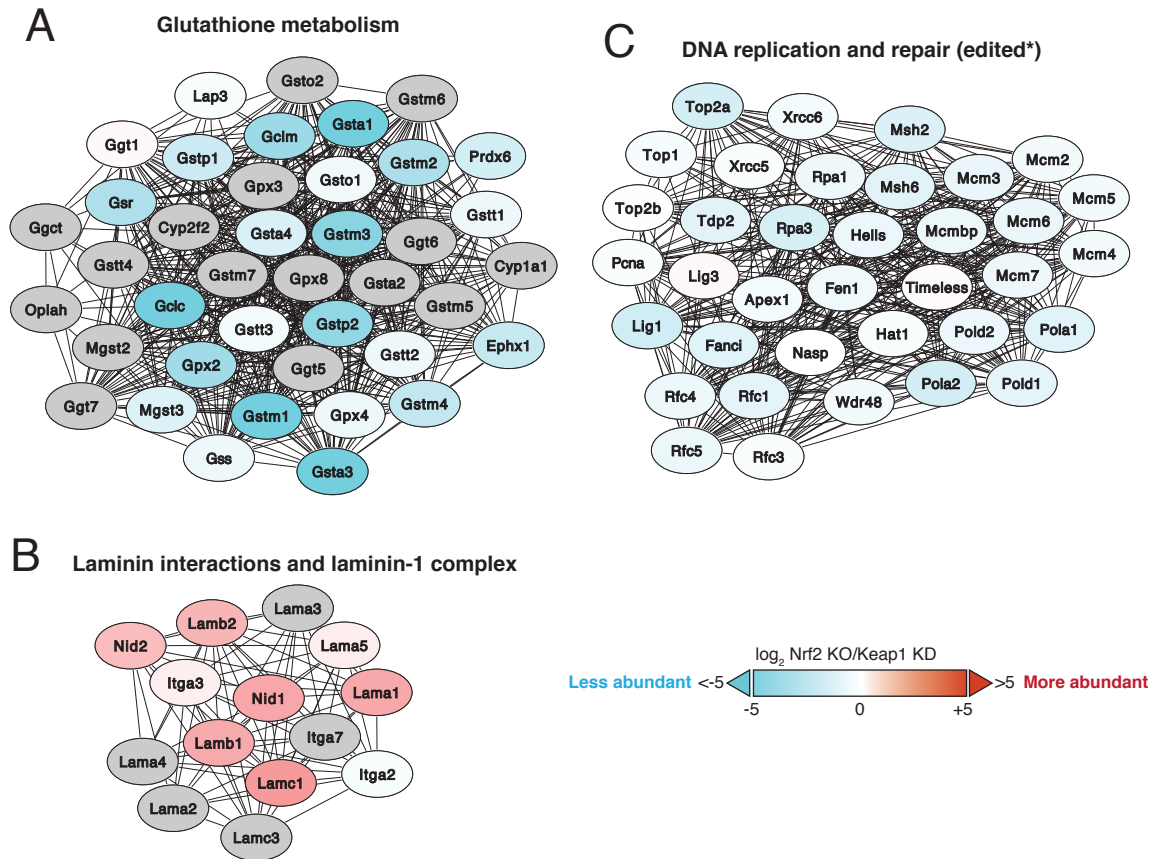 A
Glutathione metabolism
Gsto2
Lap3
Gstm6
Gsta1
Gclm
Ggt1
Gstp1
Gstm2
Prdx6
Gpx3
Gsto1
Gsr
Gstt1
Ggct
Cyp2f2
Gsta4
Gstm3
Ggt6
Gstt4
Gstm7
Gpx8
Gsta2
Cyp1a1
Oplah
Gclc
Gstm5
Gstt3
Gstp2
Mgst2
Gpx2
Ggt5
Gstt2
Ephx1
Ggt7
Mgst3
Gstm1
Gpx4
Gstm4
Gss
Gsta3
C
DNA replication and repair (edited*)
Top2a
Xrcc6
Msh2
Top1
Xrcc5
Rpa1
Msh6
Mcm3
Mcm2
Top2b
Tdp2
Rpa3
Hells
Mcmbp
Mcm6
Mcm5
Pcna
Lig3
Apex1
Fen1
Timeless
Mcm7
Mcm4
Lig1
Fanci
Nasp
Hat1
Pold2
Pola1
Rfc4
Rfc1
Wdr48
Pola2
Pold1
Rfc5
Rfc3
B
Laminin interactions and laminin-1 complex
Lama3
Lamb2
Nid2
Lama5
Itga3
Nid1
Lama1
Lamb1
Itga7
Lama4
Lamc1
Itga2
Lama2
Lamc3
log2 Nrf2 KO/Keap1 KD
Less abundant <-5 >5 More abundant
-5 0 +5